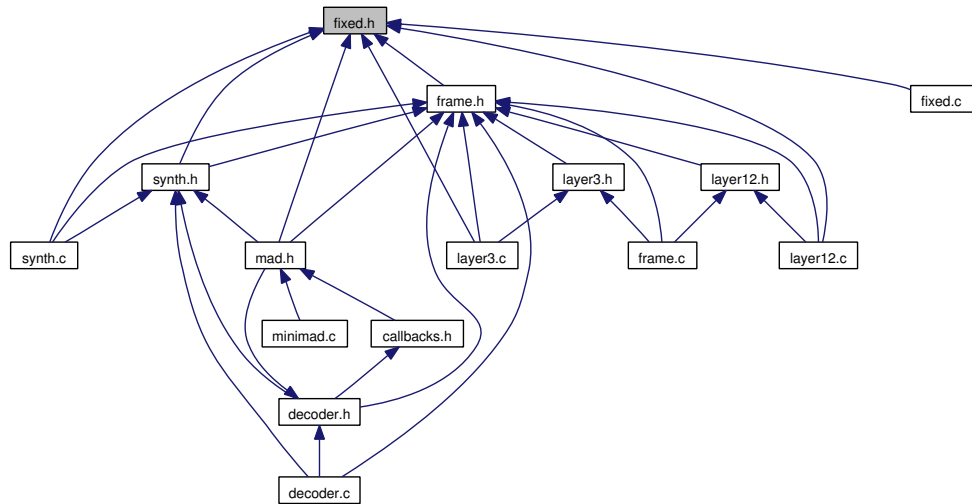 fixed.h
frame.h
fixed.c
synth.h
layer3.h
layer12.h
synth.c
mad.h
layer3.c
frame.c
layer12.c
minimad.c
callbacks.h
decoder.h
decoder.c